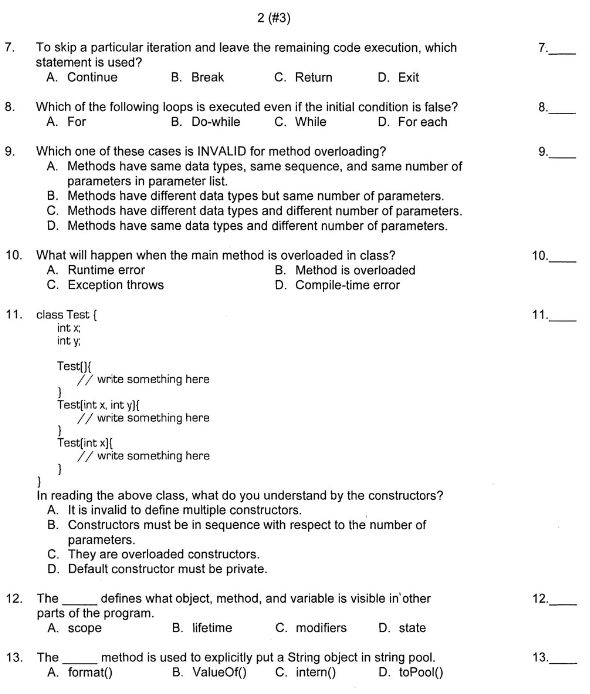 2 (#3)
7. To skip a particular iteration and leave the remaining code execution, which 7.____
statement is used?
A. Continue B. Break C. Return D. Exit
8. Which of the following loops is executed even if the initial condition is false? 8.____
A. For B. Do-while C. While D. For each
9. Which one of these cases is INVALID for method overloading? 9.____
A. Methods have same data types, same sequence, and same number of
parameters in parameter list.
B. Methods have different data types but same number of parameters.
C. Methods have different data types and different number of parameters.
D. Methods have same data types and different number of parameters.
10. What will happen when the main method is overloaded in class? 10.____
A. Runtime error B. Method is overloaded
C. Exception throws D. Compile-time error
11. class Test { 11.____
int x;
int y;
Test(){
// write something here
}
Test(int x, int y){
// write something here
}
Test(int x){
// write something here
}
}
In reading the above class, what do you understand by the constructors?
A. It is invalid to define multiple constructors.
B. Constructors must be in sequence with respect to the number of
parameters.
C. They are overloaded constructors.
D. Default constructor must be private.
12. The _____ defines what object, method, and variable is visible in other 12.____
parts of the program.
A. scope B. lifetime C. modifiers D. state
13. The _____ method is used to explicitly put a String object in string pool. 13.____
A. format() B. ValueOf() C. intern() D. toPool()